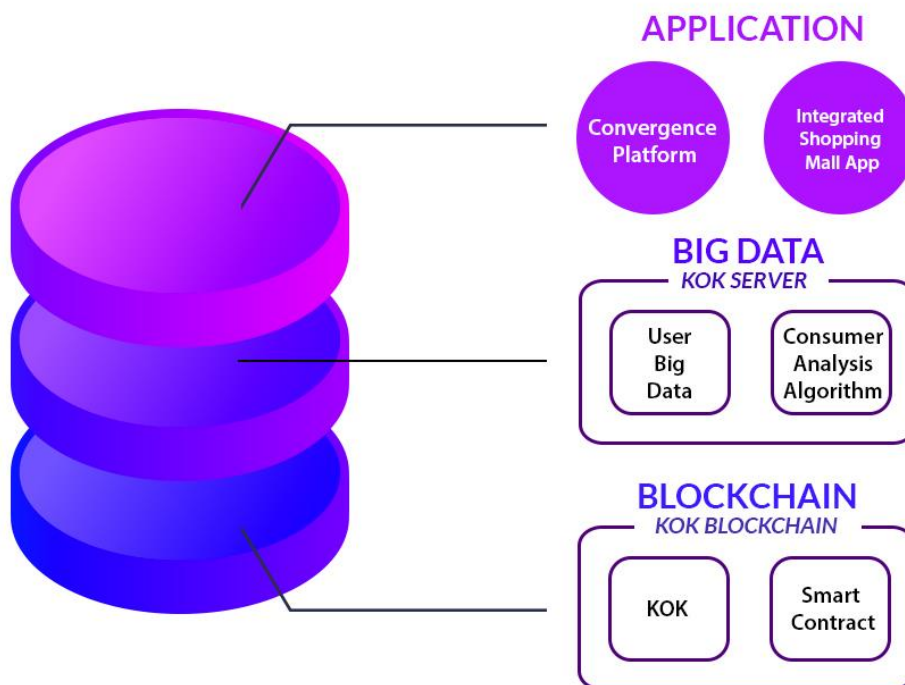 APPLICATION
Convergence
Platform
Integrated
Shopping
Mall App
BIG DATA
KOK SERVER
User
Big
Data
Consumer
Analysis
Algorithm
BLOCKCHAIN
KOK BLOCKCHAIN
KOK
Smart
Contract